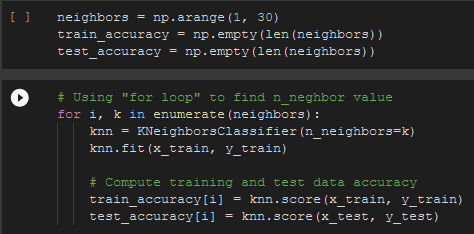 [ ] neighbors = np.arange(1, 30)
train_accuracy = np.empty(len(neighbors))
test_accuracy = np.empty(len(neighbors))
# Using "for loop" to find n_neghbor value
for i, k in enumerate(neighbors):
    knn = KNeighborsClassifier(n_neighbors=k)
    knn.fit(x_train, y_train)
    # Compute training and test data accuracy
    train_accuracy[i] = knn.score(x_train, y_train)
    test_accuracy[i] = knn.score(x_test, y_test)